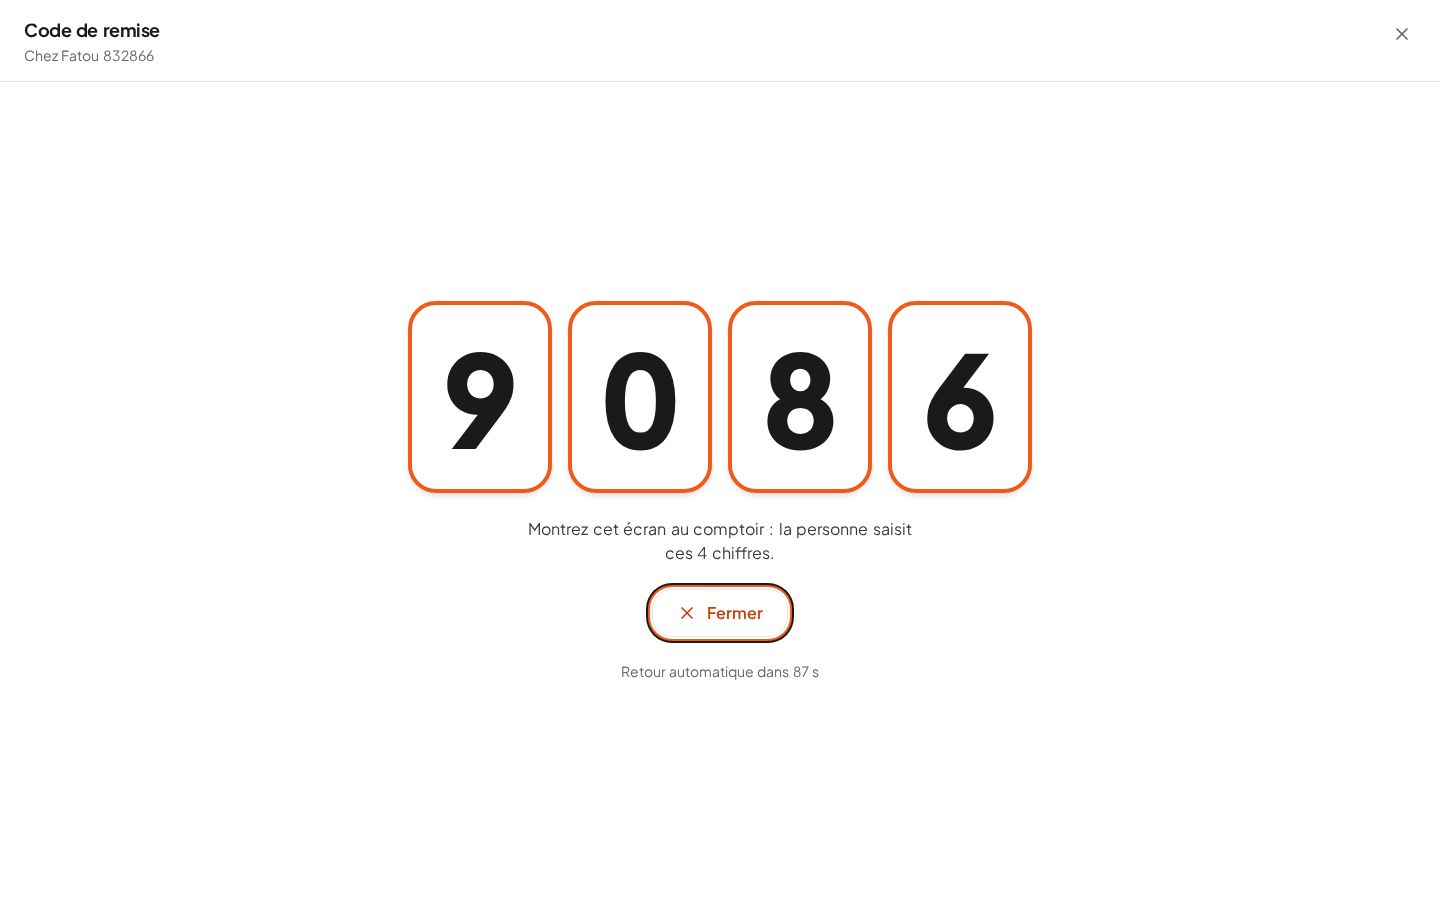 Code de remise
Chez Fatou 832866
9 0 8 6
Montrez cet écran au comptoir : la personne saisit
ces 4 chiffres.
Fermer
Retour automatique dans 87 s